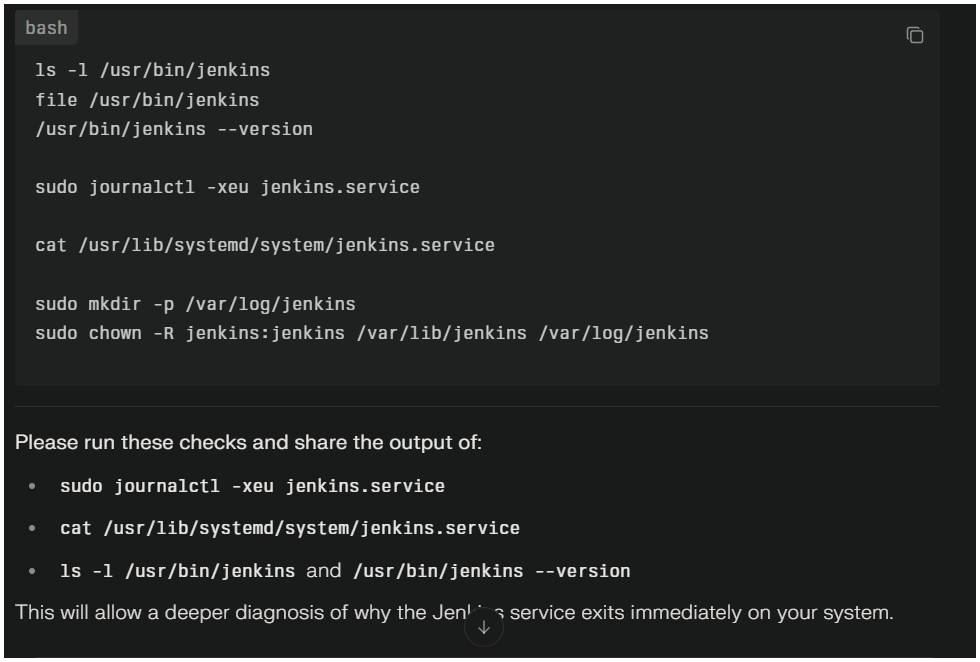 bash
ls -l /usr/bin/jenkins
file /usr/bin/jenkins
/usr/bin/jenkins --version
sudo journalctl -xeu jenkins.service
cat /usr/lib/systemd/system/jenkins.service
sudo mkdir -p /var/log/jenkins
sudo chown -R jenkins:jenkins /var/lib/jenkins /var/log/jenkins
Please run these checks and share the output of:
• sudo journalctl -xeu jenkins.service
• cat /usr/lib/systemd/system/jenkins.service
• ls -l /usr/bin/jenkins and /usr/bin/jenkins --version
This will allow a deeper diagnosis of why the Jenkins service exits immediately on your system.